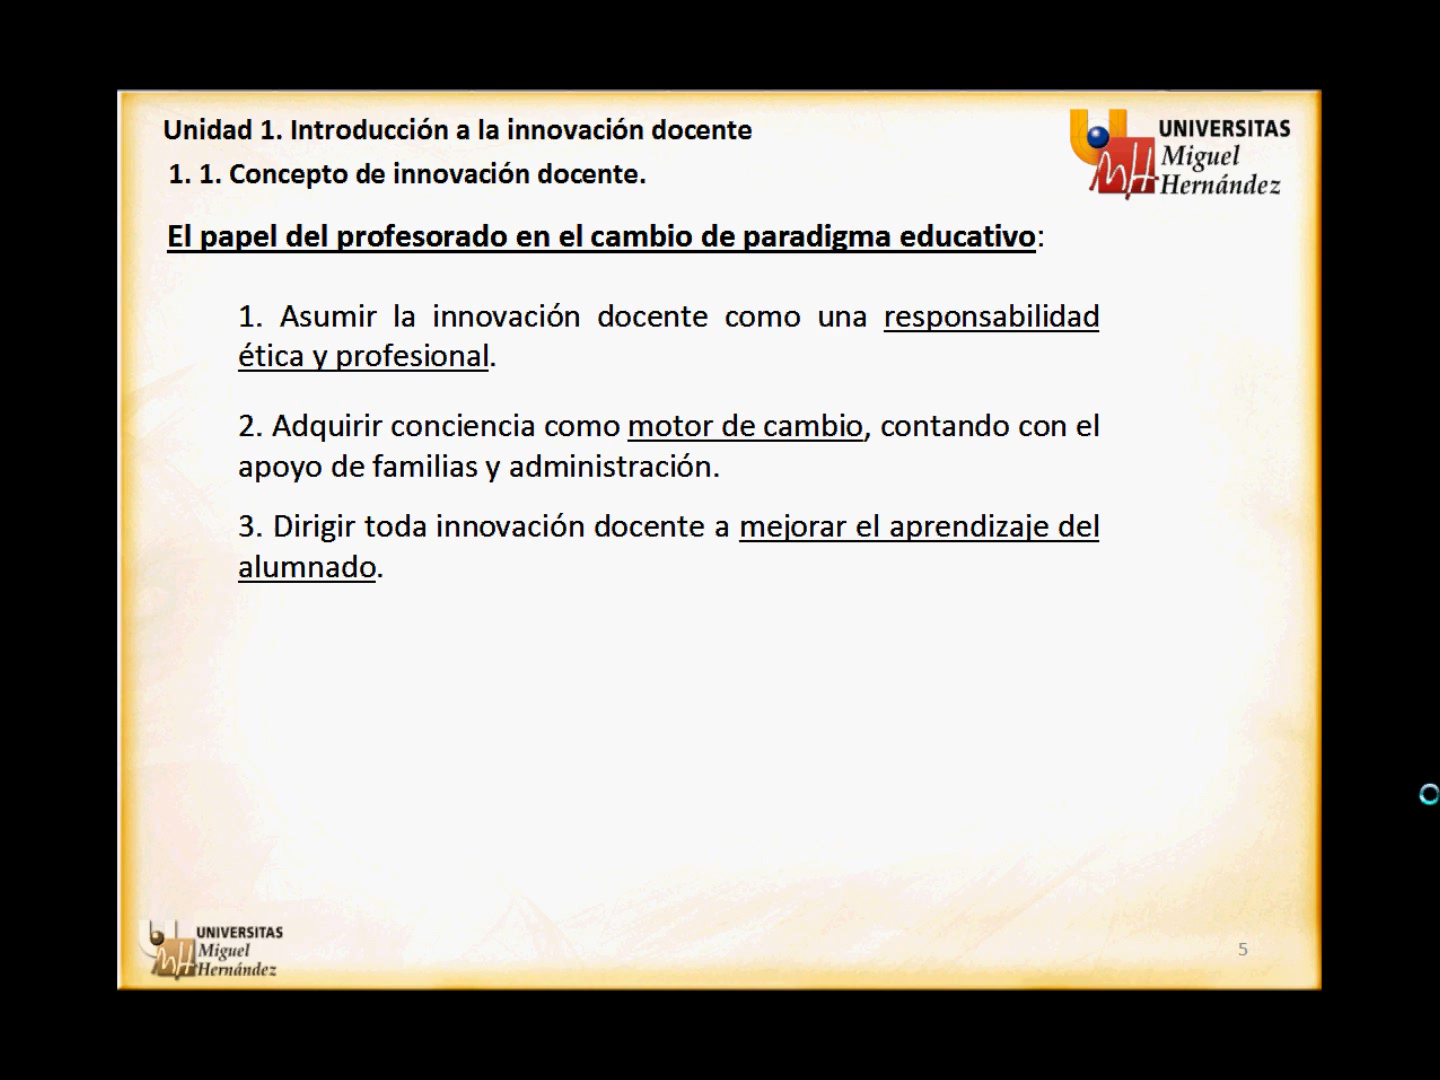 Unidad 1. Introducción a la innovación docente
1. 1. Concepto de innovación docente.
UNIVERSITAS
Miguel
Hernández
El papel del profesorado en el cambio de paradigma educativo:
1. Asumir la innovación docente como una responsabilidad
ética y profesional.
2. Adquirir conciencia como motor de cambio, contando con el
apoyo de familias y administración.
3. Dirigir toda innovación docente a mejorar el aprendizaje del
alumnado.
UNIVERSITAS
Miguel
Hernández
5